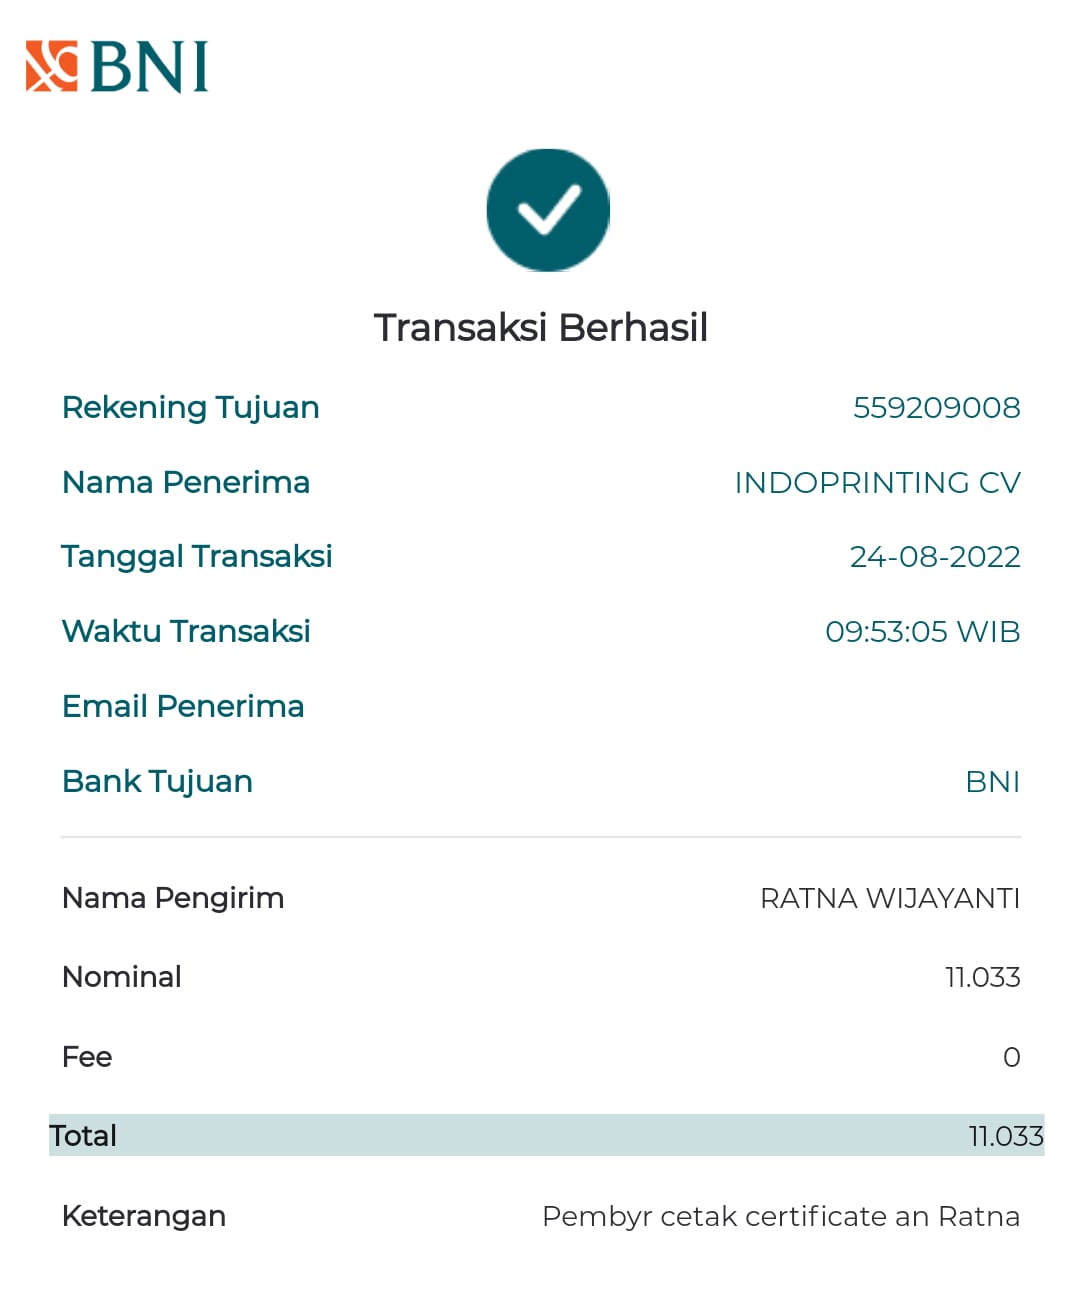 BNI
Transaksi Berhasil
Rekening Tujuan 559209008
Nama Penerima INDOPRINTING CV
Tanggal Transaksi 24-08-2022
Waktu Transaksi 09:53:05 WIB
Email Penerima
Bank Tujuan BNI
Nama Pengirim RATNA WIJAYANTI
Nominal 11.033
Fee 0
Total 11.033
Keterangan Pembyr cetak certificate an Ratna